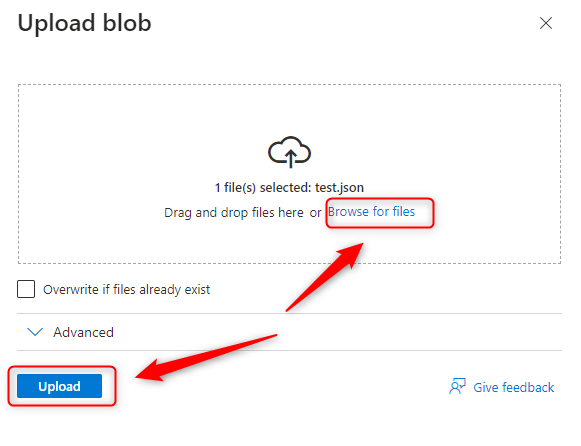 Upload blob
1 file(s) selected: test.json
Drag and drop files here or Browse for files
Overwrite if files already exist
Advanced
Upload
Give feedback